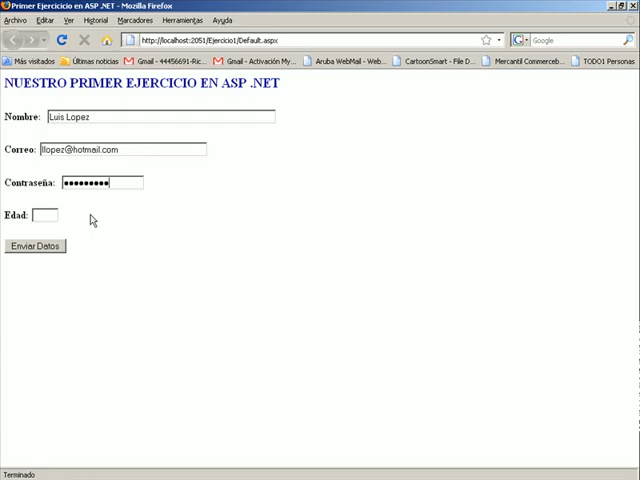 Primer Ejercicicio en ASP .NET - Mozilla Firefox
Archivo Editar Ver Historial Marcadores Herramientas Ayuda
http://localhost:2051/Ejercicio1/Default.aspx
Google
Más visitados Últimas noticias Gmail - 44456691-Ric... Gmail - Activación My... Aruba WebMail - Web... CartoonSmart - File D... Mercantil Commerceb... TODO1 Personas
NUESTRO PRIMER EJERCICIO EN ASP .NET
Nombre: Luis Lopez
Correo: llopez@hotmail.com
Contraseña: •••••••••
Edad:
Enviar Datos
Terminado